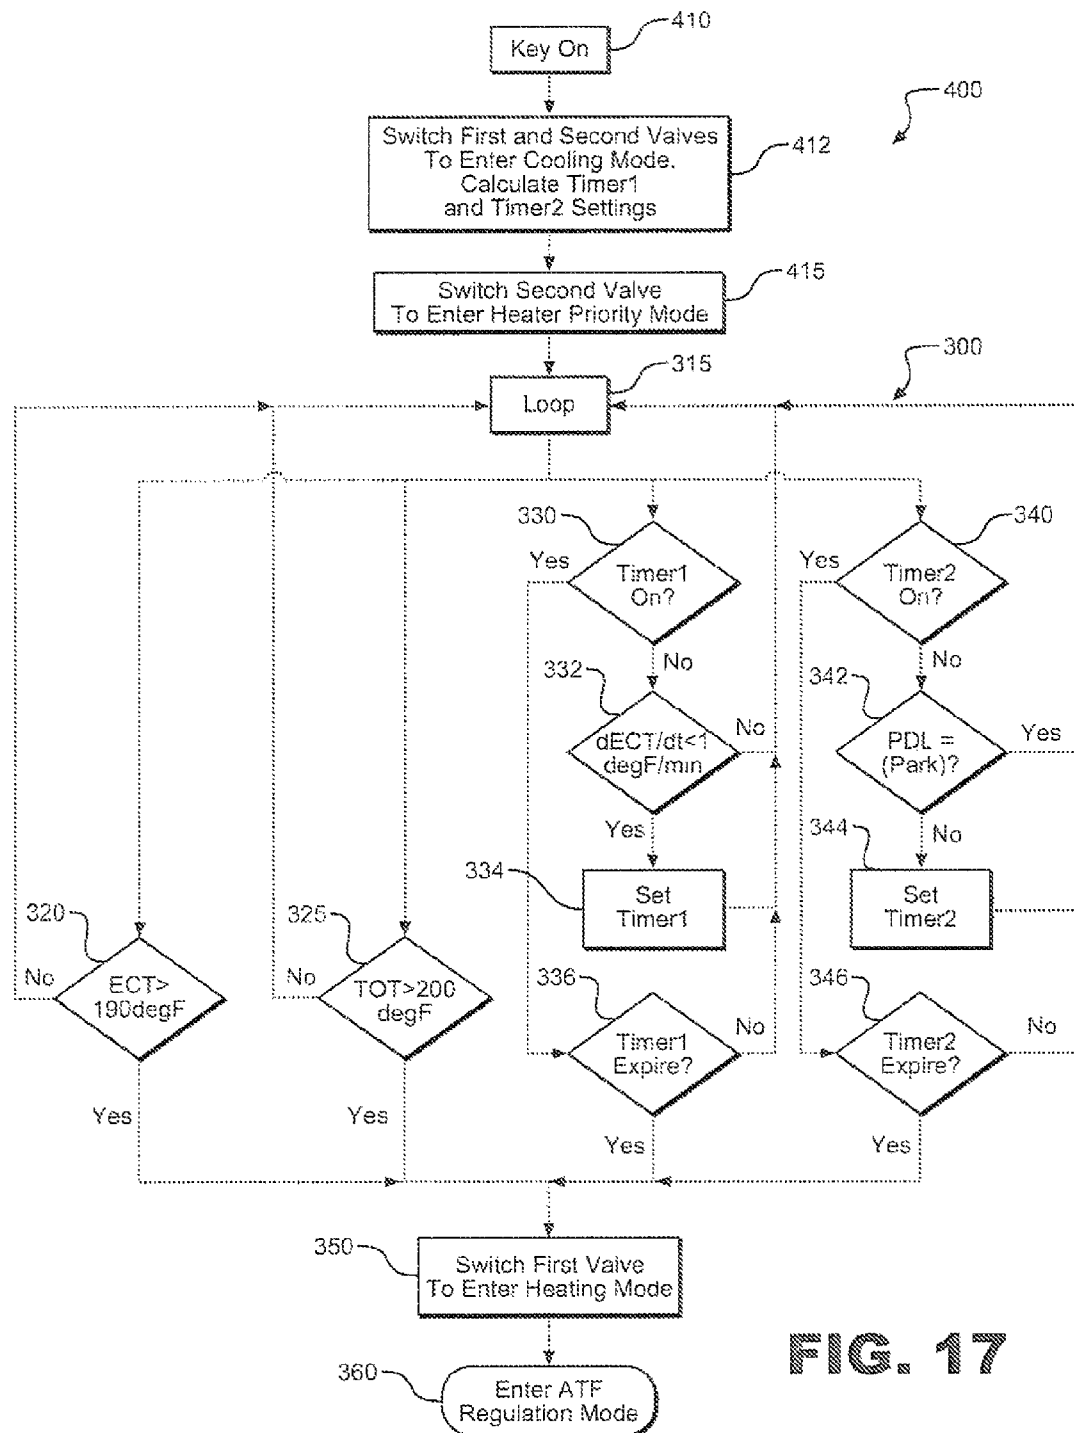 410
Key On
400
Switch First and Second Valves
To Enter Cooling Mode.
Calculate Timer1
and Timer2 Settings
412
415
Switch Second Valve
To Enter Heater Priority Mode
315
300
Loop
330
340
Yes
Timer1
On?
Yes
Timer2
On?
No
No
332
342
dECT/dt<1
degF/min
No
PDL =
(Park)?
Yes
Yes
No
334
344
Set
Timer1
Set
Timer2
320
325
336
346
No
ECT>
190degF
No
TOT>200
degF
Timer1
Expire?
No
Timer2
Expire?
No
Yes
Yes
Yes
Yes
350
Switch First Valve
To Enter Heating Mode
360
Enter ATF
Regulation Mode
FIG. 17